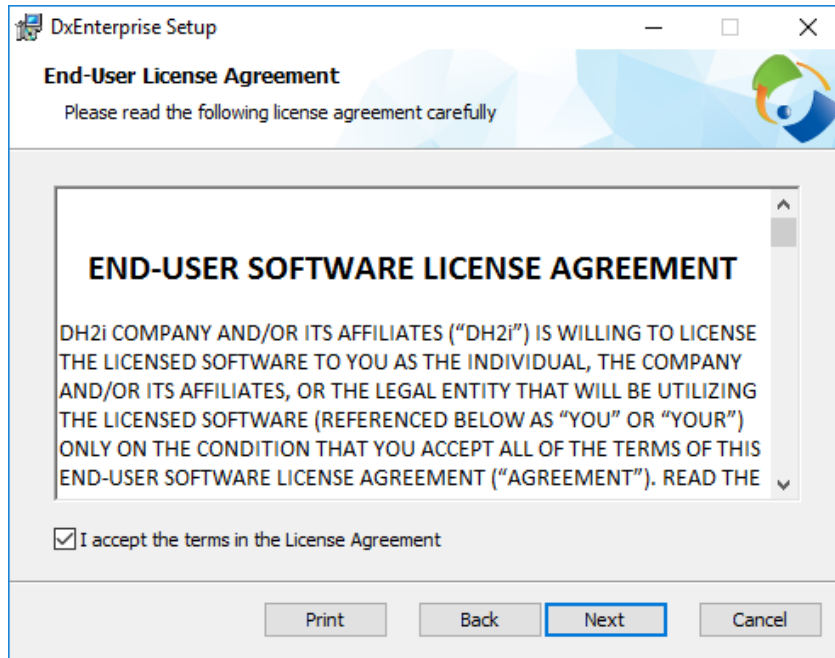 DxEnterprise Setup
End-User License Agreement
Please read the following license agreement carefully
END-USER SOFTWARE LICENSE AGREEMENT
DH2i COMPANY AND/OR ITS AFFILIATES (“DH2i”) IS WILLING TO LICENSE
THE LICENSED SOFTWARE TO YOU AS THE INDIVIDUAL, THE COMPANY
AND/OR ITS AFFILIATES, OR THE LEGAL ENTITY THAT WILL BE UTILIZING
THE LICENSED SOFTWARE (REFERENCED BELOW AS “YOU” OR “YOUR”)
ONLY ON THE CONDITION THAT YOU ACCEPT ALL OF THE TERMS OF THIS
END-USER SOFTWARE LICENSE AGREEMENT (“AGREEMENT”). READ THE
I accept the terms in the License Agreement
Print Back Next Cancel